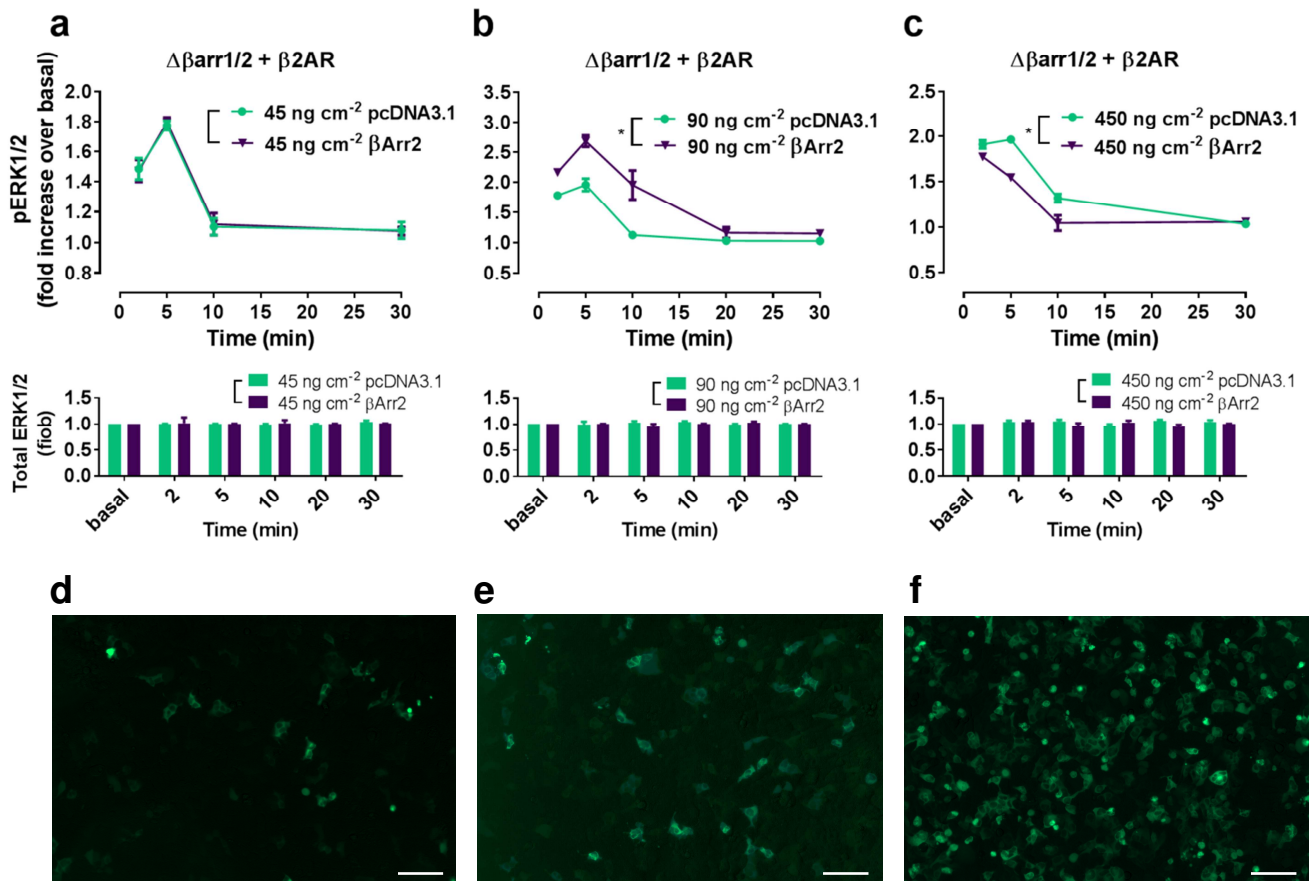 a
Δβarr1/2 + β2AR
pERK1/2
(fold increase over basal)
2.0
1.8
1.6
1.4
1.2
1.0
0.8
45 ng cm-2 pcDNA3.1
45 ng cm-2 βArr2
0 5 10 15 20 25 30
Time (min)
b
Δβarr1/2 + β2AR
3.5
3.0
2.5
2.0
1.5
1.0
0.5
*
90 ng cm-2 pcDNA3.1
90 ng cm-2 βArr2
0 5 10 15 20 25 30
Time (min)
c
Δβarr1/2 + β2AR
2.5
2.0
1.5
1.0
0.5
*
450 ng cm-2 pcDNA3.1
450 ng cm-2 βArr2
0 5 10 15 20 25 30
Time (min)
Total ERK1/2
(fiob)
1.5
1.0
0.5
0.0
45 ng cm-2 pcDNA3.1
45 ng cm-2 βArr2
basal 2 5 10 20 30
Time (min)
1.5
1.0
0.5
0.0
90 ng cm-2 pcDNA3.1
90 ng cm-2 βArr2
basal 2 5 10 20 30
Time (min)
1.5
1.0
0.5
0.0
450 ng cm-2 pcDNA3.1
450 ng cm-2 βArr2
basal 2 5 10 20 30
Time (min)
d
e
f